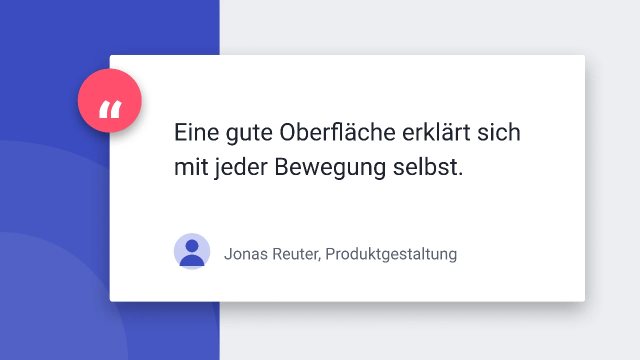 “
Eine gute Oberfläche erklärt sich
mit jeder Bewegung selbst.
Jonas Reuter, Produktgestaltung